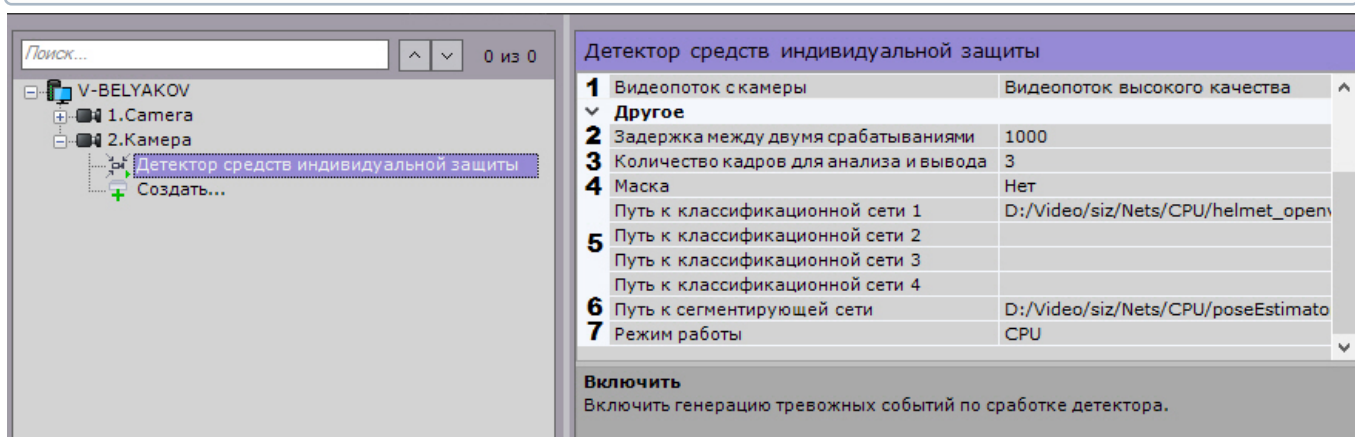 Поиск...
0 из 0
V-BELYAKOV
1.Camera
2.Камера
Детектор средств индивидуальной защиты
Создать...
Детектор средств индивидуальной защиты
1 Видеопоток с камеры Видеопоток высокого качества
Другое
2 Задержка между двумя срабатываниями 1000
3 Количество кадров для анализа и вывода 3
4 Маска Нет
Путь к классификационной сети 1 D:/Video/siz/Nets/CPU/helmet_openv
5 Путь к классификационной сети 2
Путь к классификационной сети 3
Путь к классификационной сети 4
6 Путь к сегментирующей сети D:/Video/siz/Nets/CPU/poseEstimato
7 Режим работы CPU
Включить
Включить генерацию тревожных событий по сработке детектора.